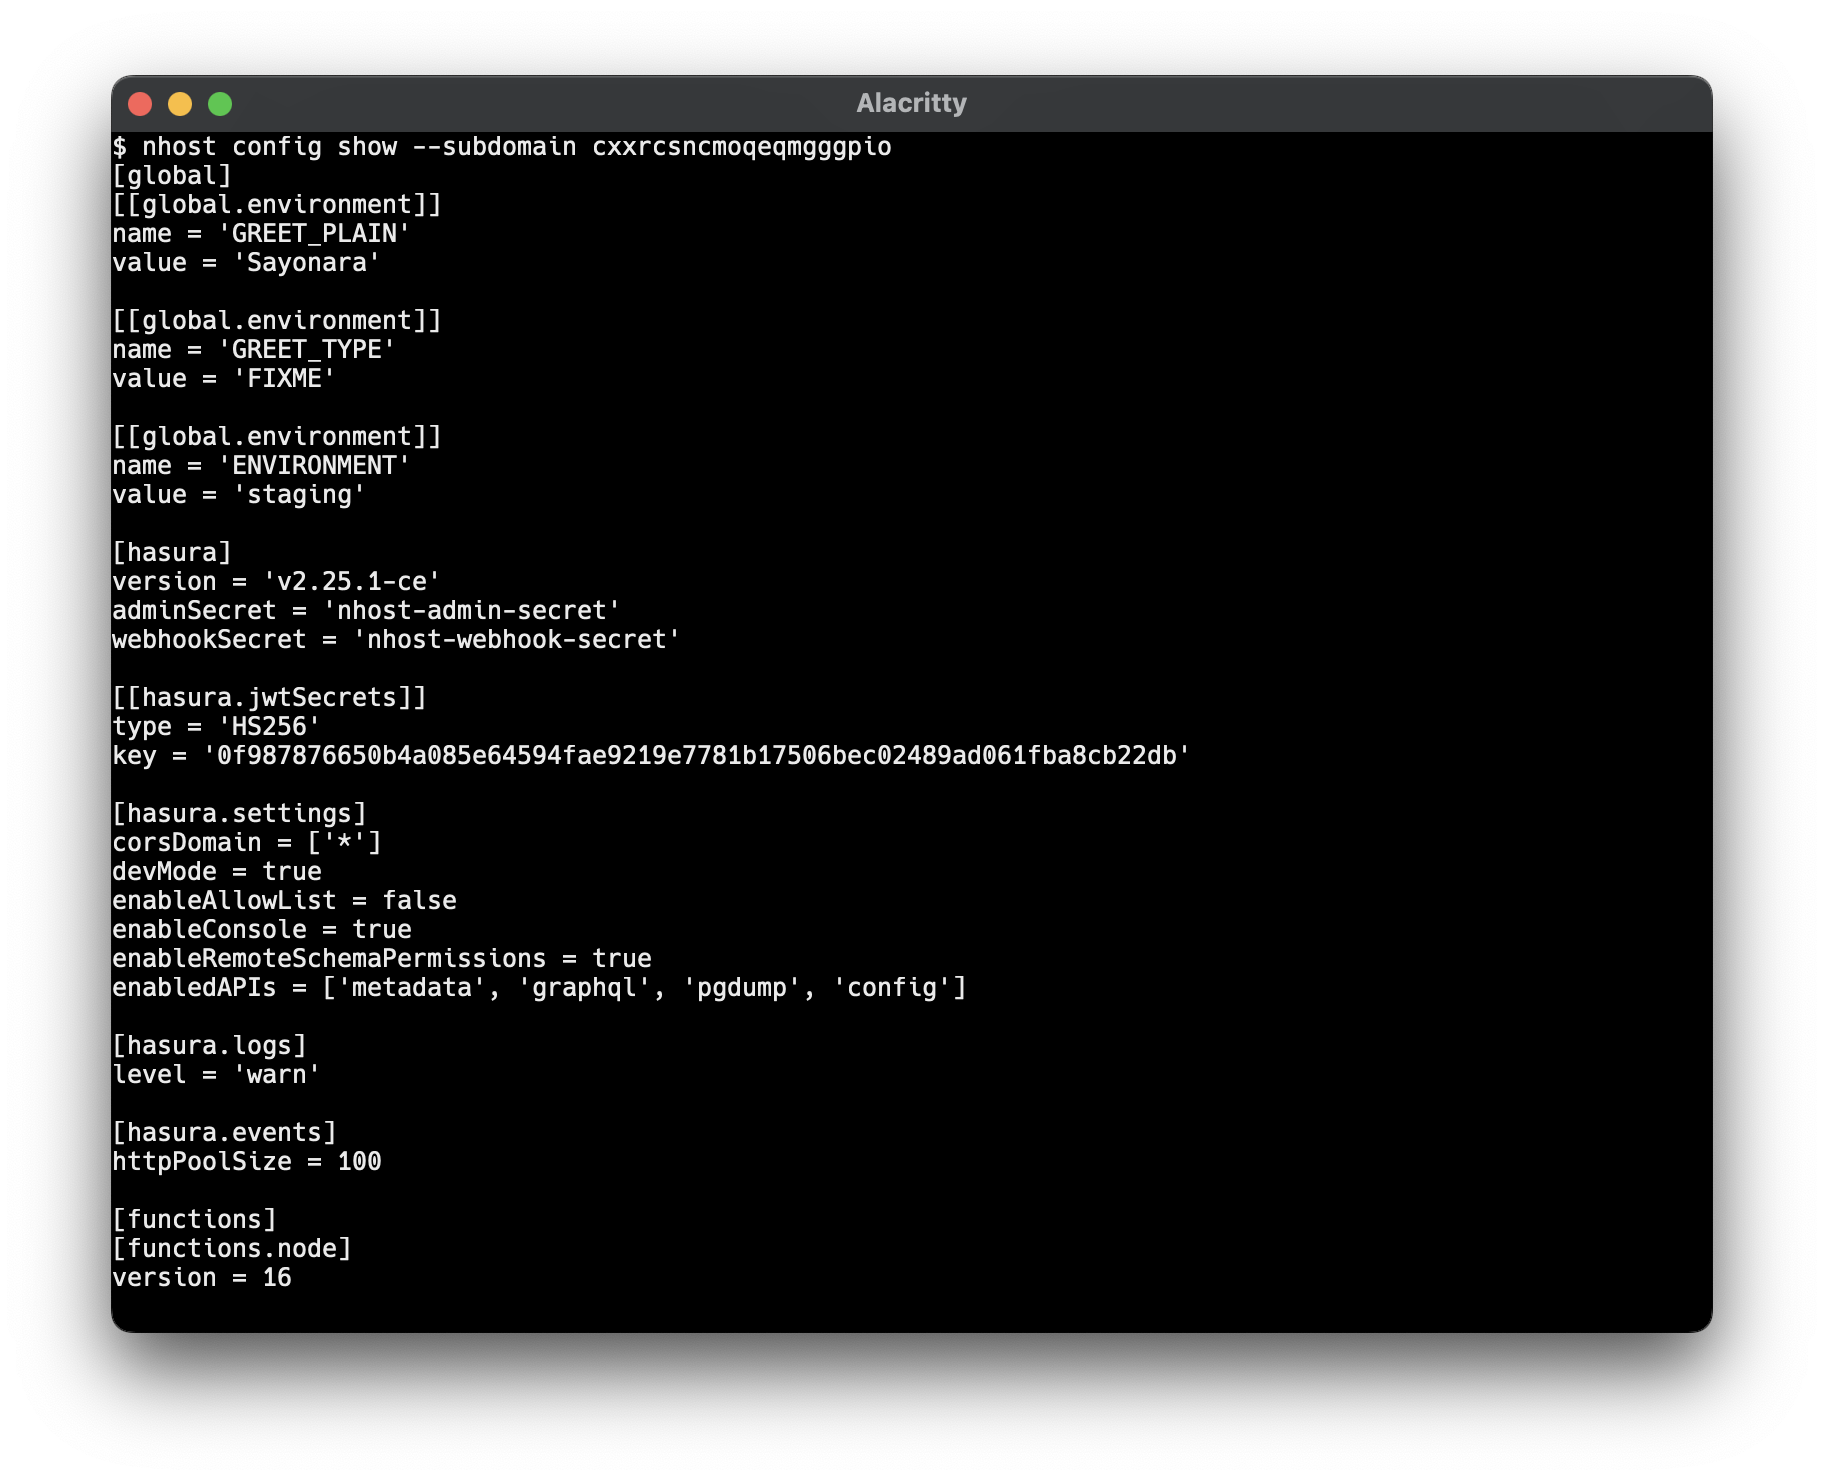 Alacritty
$ nhost config show --subdomain cxxrcsncmoqeqmgggpio
[global]
[[global.environment]]
name = 'GREET_PLAIN'
value = 'Sayonara'
[[global.environment]]
name = 'GREET_TYPE'
value = 'FIXME'
[[global.environment]]
name = 'ENVIRONMENT'
value = 'staging'
[hasura]
version = 'v2.25.1-ce'
adminSecret = 'nhost-admin-secret'
webhookSecret = 'nhost-webhook-secret'
[[hasura.jwtSecrets]]
type = 'HS256'
key = '0f987876650b4a085e64594fae9219e7781b17506bec02489ad061fba8cb22db'
[hasura.settings]
corsDomain = ['*']
devMode = true
enableAllowList = false
enableConsole = true
enableRemoteSchemaPermissions = true
enabledAPIs = ['metadata', 'graphql', 'pgdump', 'config']
[hasura.logs]
level = 'warn'
[hasura.events]
httpPoolSize = 100
[functions]
[functions.node]
version = 16